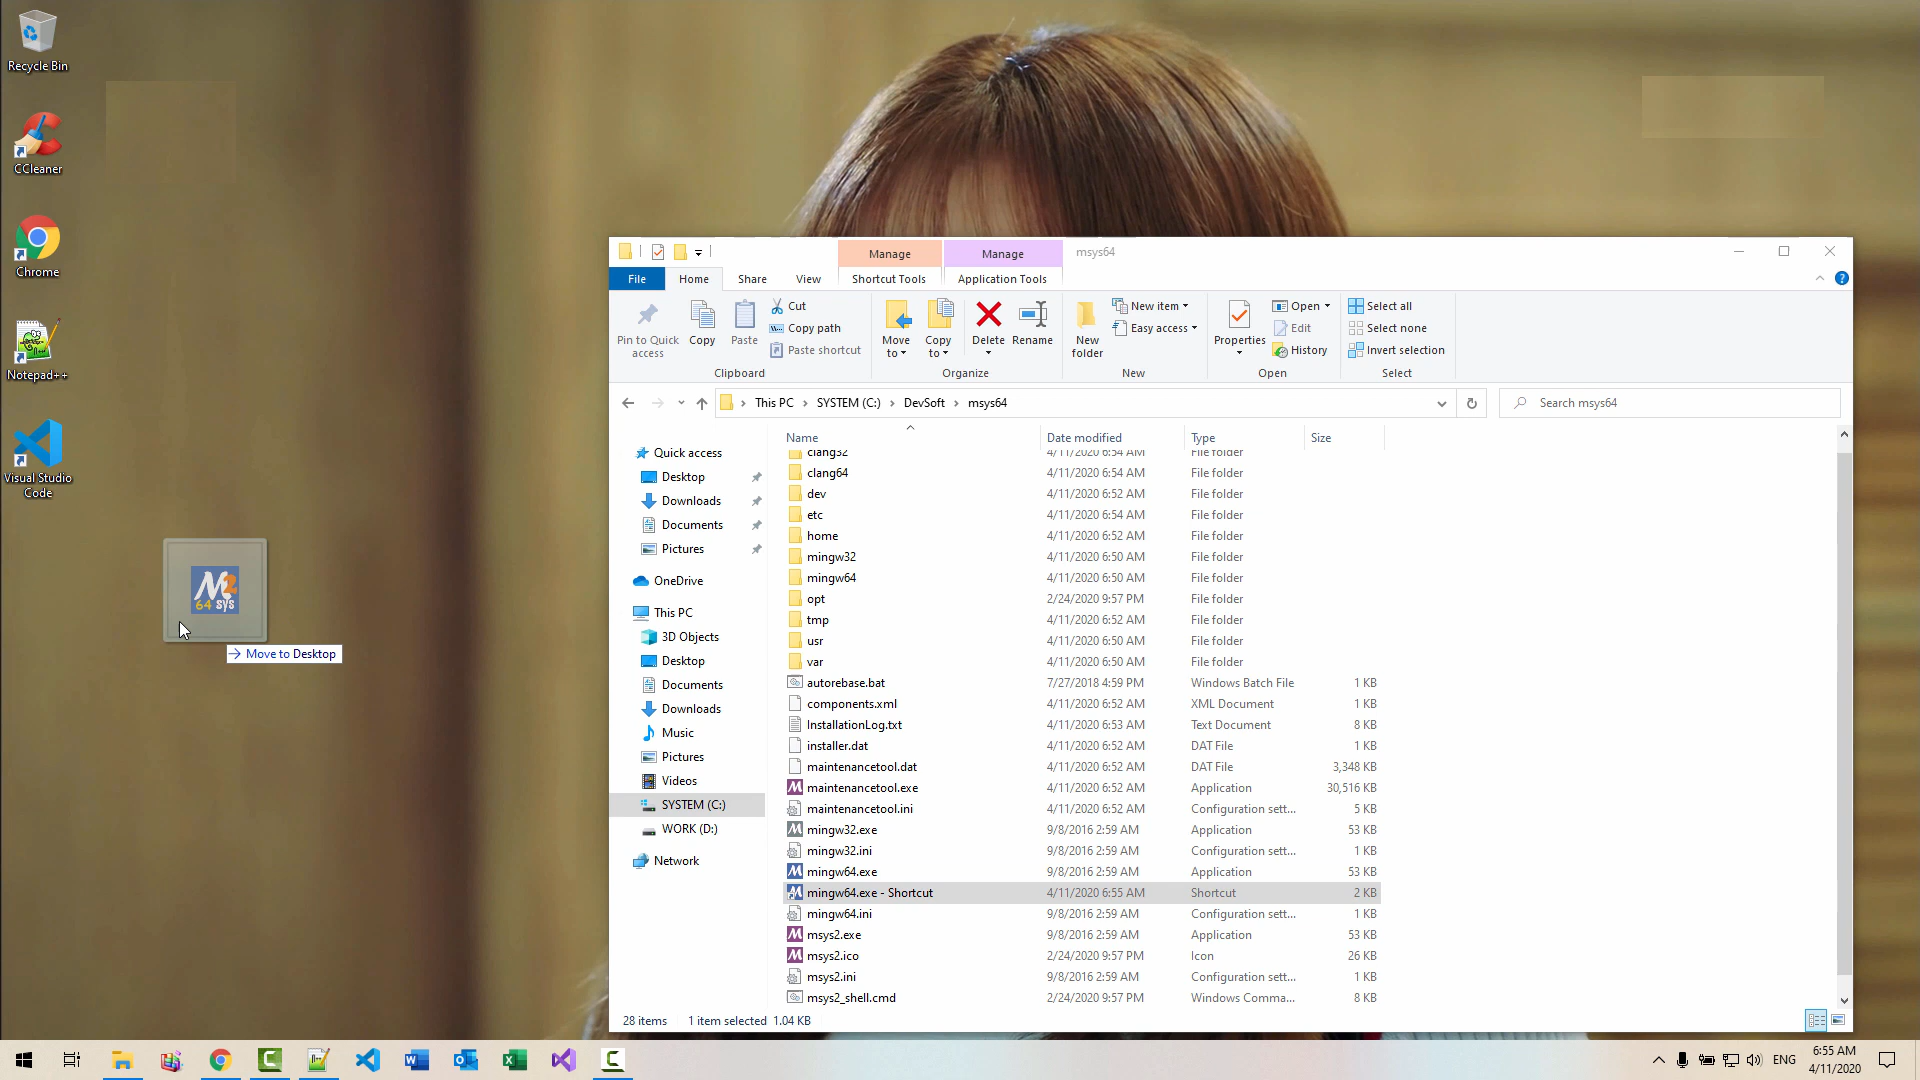 Recycle Bin
CCleaner
Chrome
Notepad++
Visual Studio
Code
M2
64 sys
Move to Desktop
Manage
Manage
msys64
File
Home
Share
View
Shortcut Tools
Application Tools
Pin to Quick
access
Copy
Paste
Cut
Copy path
Paste shortcut
Clipboard
Move
to
Copy
to
Delete
Rename
Organize
New
folder
New item
Easy access
New
Properties
Open
Edit
History
Open
Select all
Select none
Invert selection
Select
This PC
SYSTEM (C:)
DevSoft
msys64
Search msys64
Quick access
Desktop
Downloads
Documents
Pictures
OneDrive
This PC
3D Objects
Desktop
Documents
Downloads
Music
Pictures
Videos
SYSTEM (C:)
WORK (D:)
Network
Name Date modified Type Size
clang32 4/11/2020 6:54 AM File folder
clang64 4/11/2020 6:54 AM File folder
dev 4/11/2020 6:52 AM File folder
etc 4/11/2020 6:54 AM File folder
home 4/11/2020 6:52 AM File folder
mingw32 4/11/2020 6:50 AM File folder
mingw64 4/11/2020 6:50 AM File folder
opt 2/24/2020 9:57 PM File folder
tmp 4/11/2020 6:52 AM File folder
usr 4/11/2020 6:50 AM File folder
var 4/11/2020 6:50 AM File folder
autorebase.bat 7/27/2018 4:59 PM Windows Batch File 1 KB
components.xml 4/11/2020 6:52 AM XML Document 1 KB
InstallationLog.txt 4/11/2020 6:53 AM Text Document 8 KB
installer.dat 4/11/2020 6:52 AM DAT File 1 KB
maintenancetool.dat 4/11/2020 6:52 AM DAT File 3,348 KB
maintenancetool.exe 4/11/2020 6:52 AM Application 30,516 KB
maintenancetool.ini 4/11/2020 6:52 AM Configuration sett... 5 KB
mingw32.exe 9/8/2016 2:59 AM Application 53 KB
mingw32.ini 9/8/2016 2:59 AM Configuration sett... 1 KB
mingw64.exe 9/8/2016 2:59 AM Application 53 KB
mingw64.exe - Shortcut 4/11/2020 6:55 AM Shortcut 2 KB
mingw64.ini 9/8/2016 2:59 AM Configuration sett... 1 KB
msys2.exe 9/8/2016 2:59 AM Application 53 KB
msys2.ico 2/24/2020 9:57 PM Icon 26 KB
msys2.ini 9/8/2016 2:59 AM Configuration sett... 1 KB
msys2_shell.cmd 2/24/2020 9:57 PM Windows Comma... 8 KB
28 items 1 item selected 1.04 KB
ENG
6:55 AM
4/11/2020